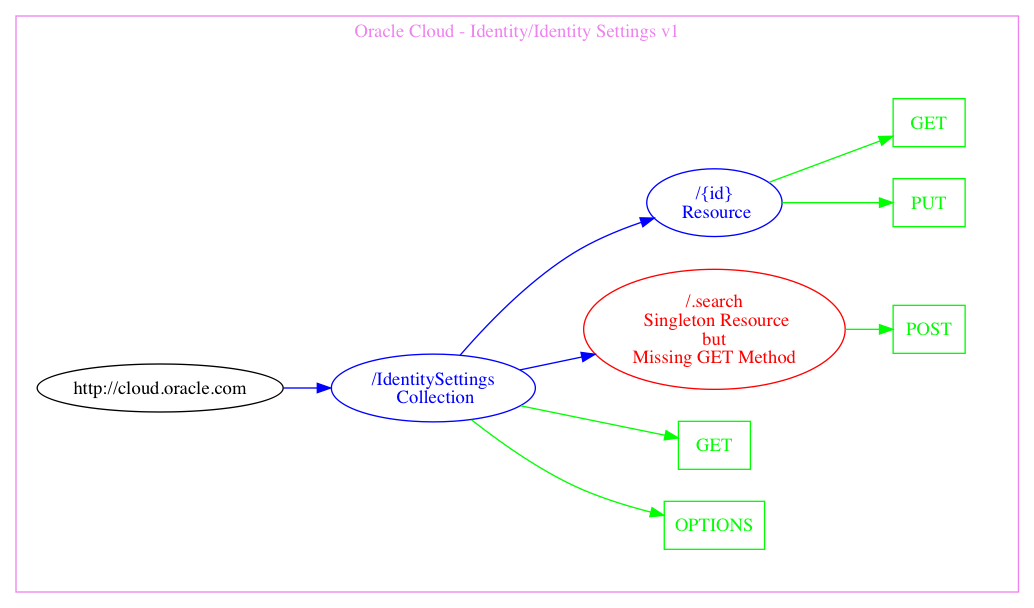 Oracle Cloud - Identity/Identity Settings v1
http://cloud.oracle.com
/IdentitySettings
Collection
/{id}
Resource
GET
PUT
/.search
Singleton Resource
but
Missing GET Method
POST
GET
OPTIONS